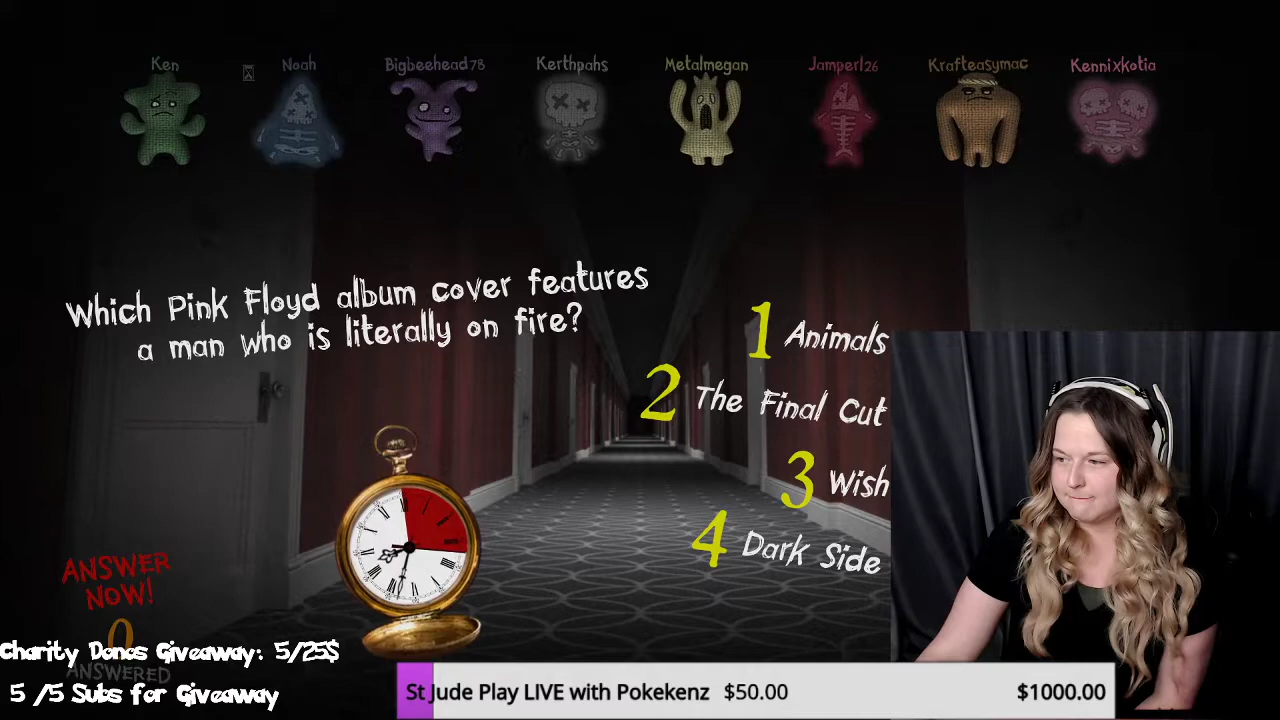 Ken Noah Bigbeehead78 Kerthpahs Metalmegan Jamperl26 Krafteasymac Kennixkotia
Which Pink Floyd album cover features
a man who is literally on fire?
1 Animals
2 The Final Cut
3 Wish
4 Dark Side
ANSWER
NOW!
0
ANSWERED
Charity Donos Giveaway: 5/25$
5 /5 Subs for Giveaway
St Jude Play LIVE with Pokekenz $50.00 $1000.00